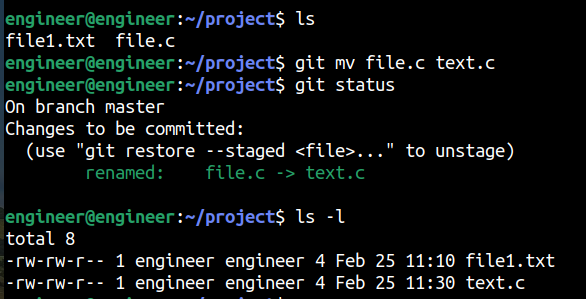 engineer@engineer:~/project$ ls
file1.txt  file.c
engineer@engineer:~/project$ git mv file.c text.c
engineer@engineer:~/project$ git status
On branch master
Changes to be committed:
  (use "git restore --staged <file>..." to unstage)
        renamed:    file.c -> text.c

engineer@engineer:~/project$ ls -l
total 8
-rw-rw-r-- 1 engineer engineer 4 Feb 25 11:10 file1.txt
-rw-rw-r-- 1 engineer engineer 4 Feb 25 11:30 text.c
engineer@engineer:~/project$